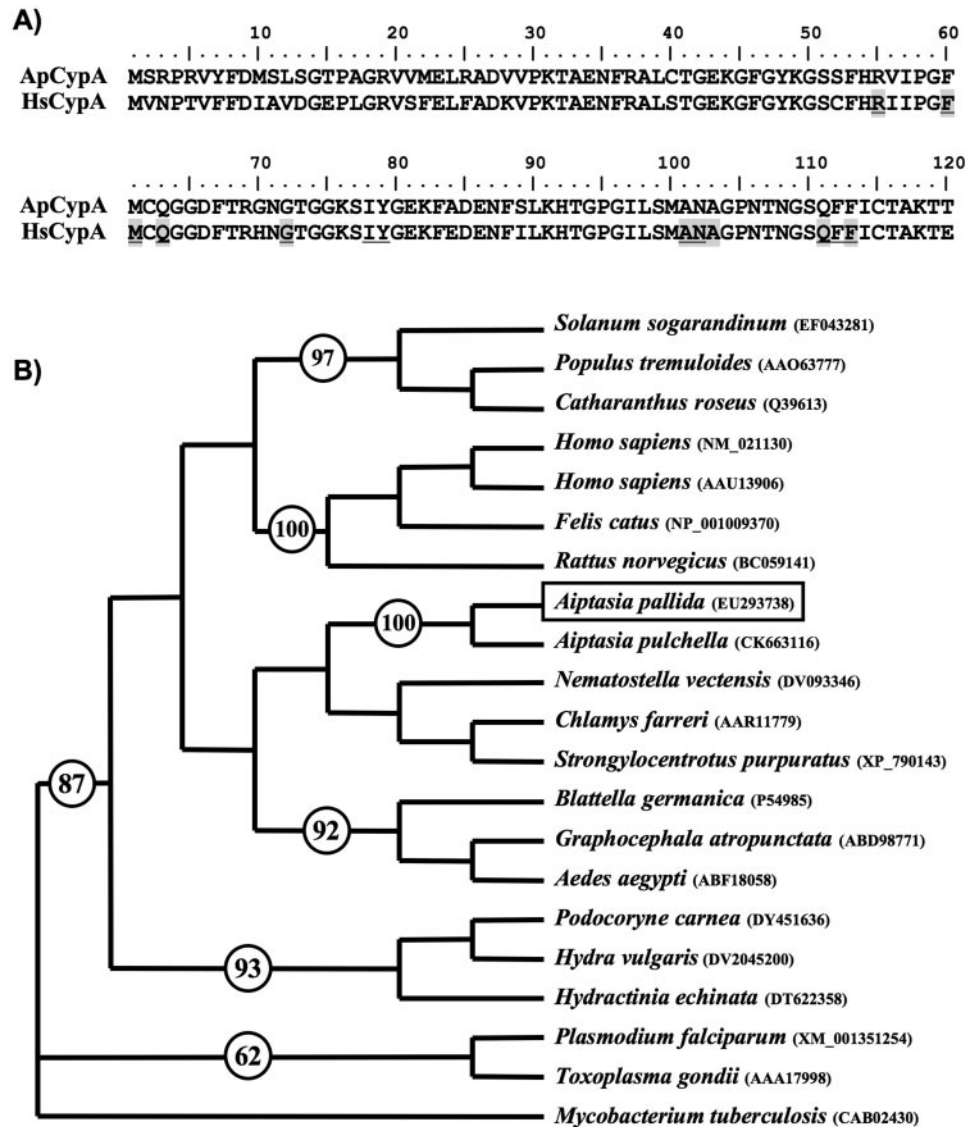 A)
10 20 30 40 50 60
ApCypA MSRPRVYFDMSLSGTPAGRVVMELRADVVPKTAENFRALCTGEKGFGYKGSSFHRVIPGF
HsCypA MVNPTVFFDIAVDGEPLGRVSFELFADKVPKTAENFRALSTGEKGFGYKGSCFHRIIPGF
70 80 90 100 110 120
ApCypA MCQGGDFTRGNGTGGKSIYGEKFADENFSLKHTGPGILSMANAGPNTNGSQFFICTAKTT
HsCypA MCQGGDFTRHNGTGGKSIYGEKFEDENFILKHTGPGILSMANAGPNTNGSQFFICTAKTE
B)
Solanum sogarandinum (EF043281)
97
Populus tremuloides (AAO63777)
Catharanthus roseus (Q39613)
Homo sapiens (NM_021130)
Homo sapiens (AAU13906)
Felis catus (NP_001009370)
100
Rattus norvegicus (BC059141)
Aiptasia pallida (EU293738)
100
Aiptasia pulchella (CK663116)
Nematostella vectensis (DV093346)
Chlamys farreri (AAR11779)
Strongylocentrotus purpuratus (XP_790143)
87
Blattella germanica (P54985)
92
Graphocephala atropunctata (ABD98771)
Aedes aegypti (ABF18058)
Podocoryne carnea (DY451636)
Hydra vulgaris (DV2045200)
93
Hydractinia echinata (DT622358)
Plasmodium falciparum (XM_001351254)
62
Toxoplasma gondii (AAA17998)
Mycobacterium tuberculosis (CAB02430)